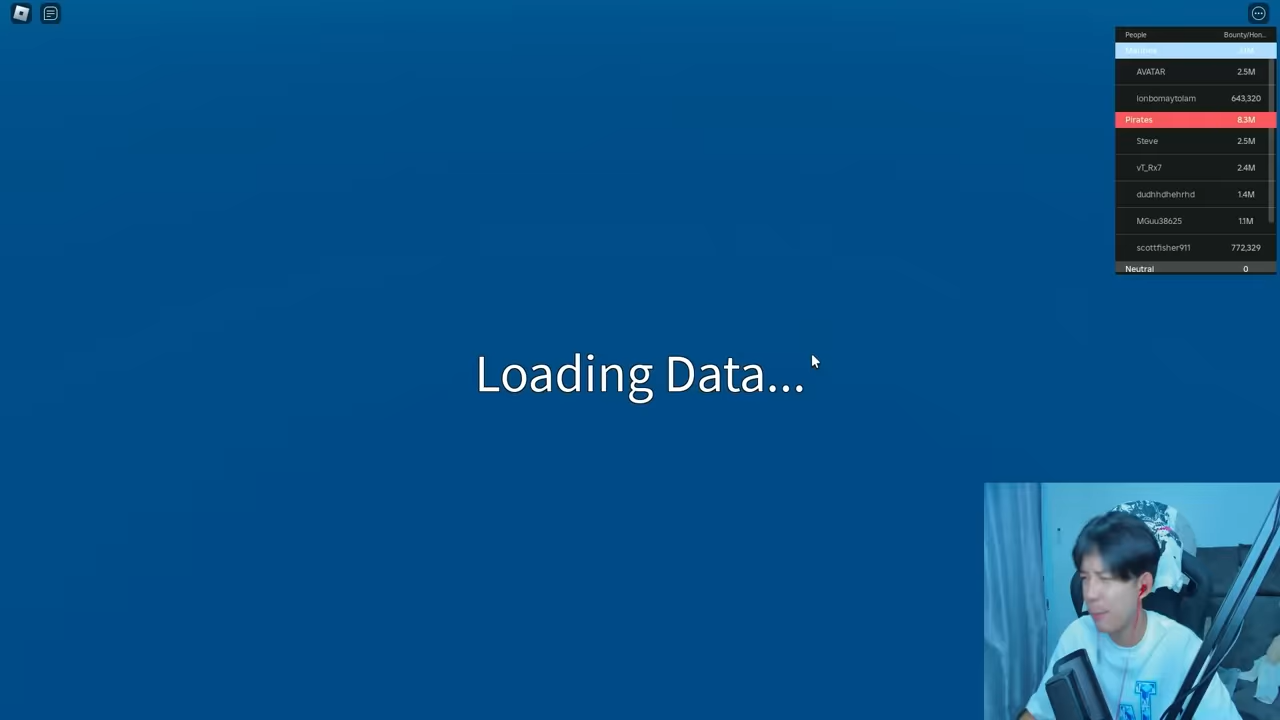 People Bounty/Hon...
Marines
AVATAR 2.5M
lonbomaytolam 643,320
Pirates 8.3M
Steve 2.5M
vT_Rx7 2.4M
dudhhdhehrhd 1.4M
MGuu38625 1.1M
scottfisher911 772,329
Neutral 0
Loading Data...